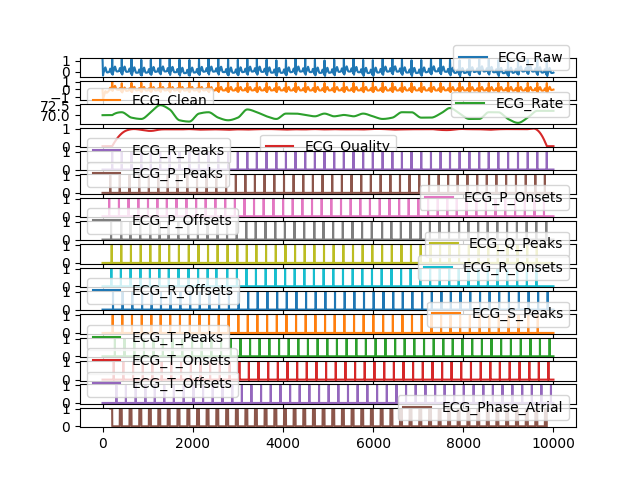 1
0
ECG_Raw
0
−1
ECG_Clean
72.5
70.0
ECG_Rate
1
0
ECG_Quality
1
0
ECG_R_Peaks
1
0
ECG_P_Peaks
1
0
ECG_P_Onsets
1
0
ECG_P_Offsets
1
0
ECG_Q_Peaks
1
0
ECG_R_Onsets
1
0
ECG_R_Offsets
1
0
ECG_S_Peaks
1
0
ECG_T_Peaks
1
0
ECG_T_Onsets
1
0
ECG_T_Offsets
1
0
ECG_Phase_Atrial
0 2000 4000 6000 8000 10000